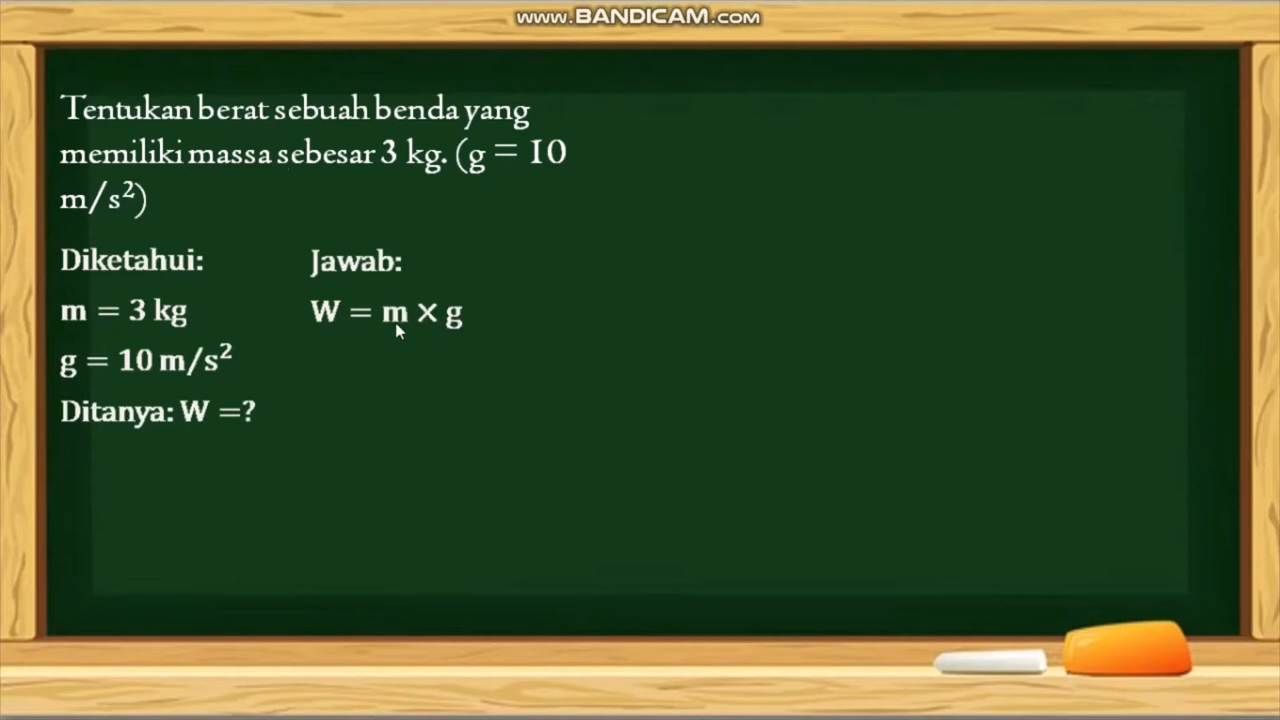 www.BANDICAM.com
Tentukan berat sebuah benda yang
memiliki massa sebesar 3 kg. (g = 10
m/s²)
Diketahui:
m = 3 kg
g = 10 m/s²
Ditanya: W =?
Jawab:
W = m × g